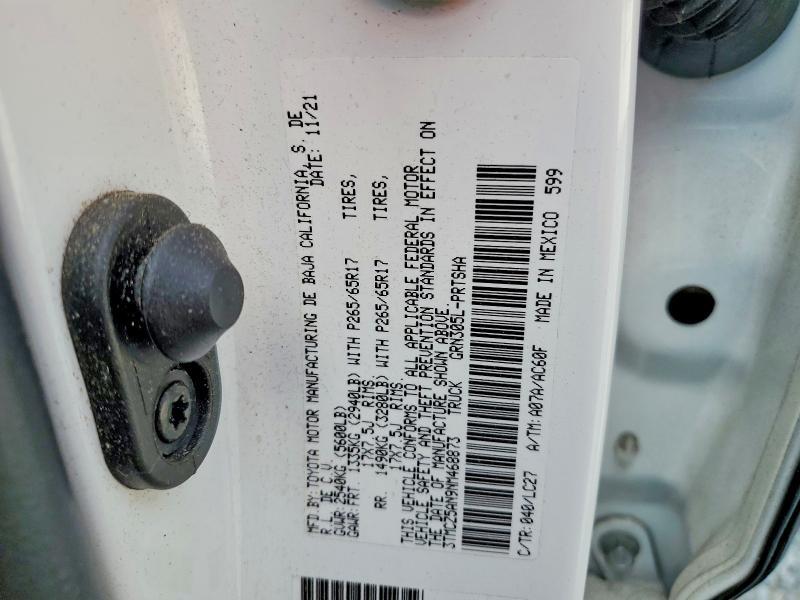 MFD.BY:TOYOTA MOTOR MANUFACTURING DE BAJA CALIFORNIA, S. DE
R.L. DE C.V. DATE: 11/21
GVWR: 2540KG (5600LB)
GAWR: FRT. 1335KG (2940LB) WITH P265/65R17 TIRES,
17X7.5J RIMS,
RR. 1490KG (3280LB) WITH P265/65R17 TIRES,
17X7.5J RIMS.
THIS VEHICLE CONFORMS TO ALL APPLICABLE FEDERAL MOTOR
VEHICLE SAFETY AND THEFT PREVENTION STANDARDS IN EFFECT ON
THE DATE OF MANUFACTURE SHOWN ABOVE.
3TMCZ5AN9NM468873 TRUCK GRN305L-PRTSHA
C/TR: 040/LC27 A/TM: A07A/AC60F MADE IN MEXICO 599